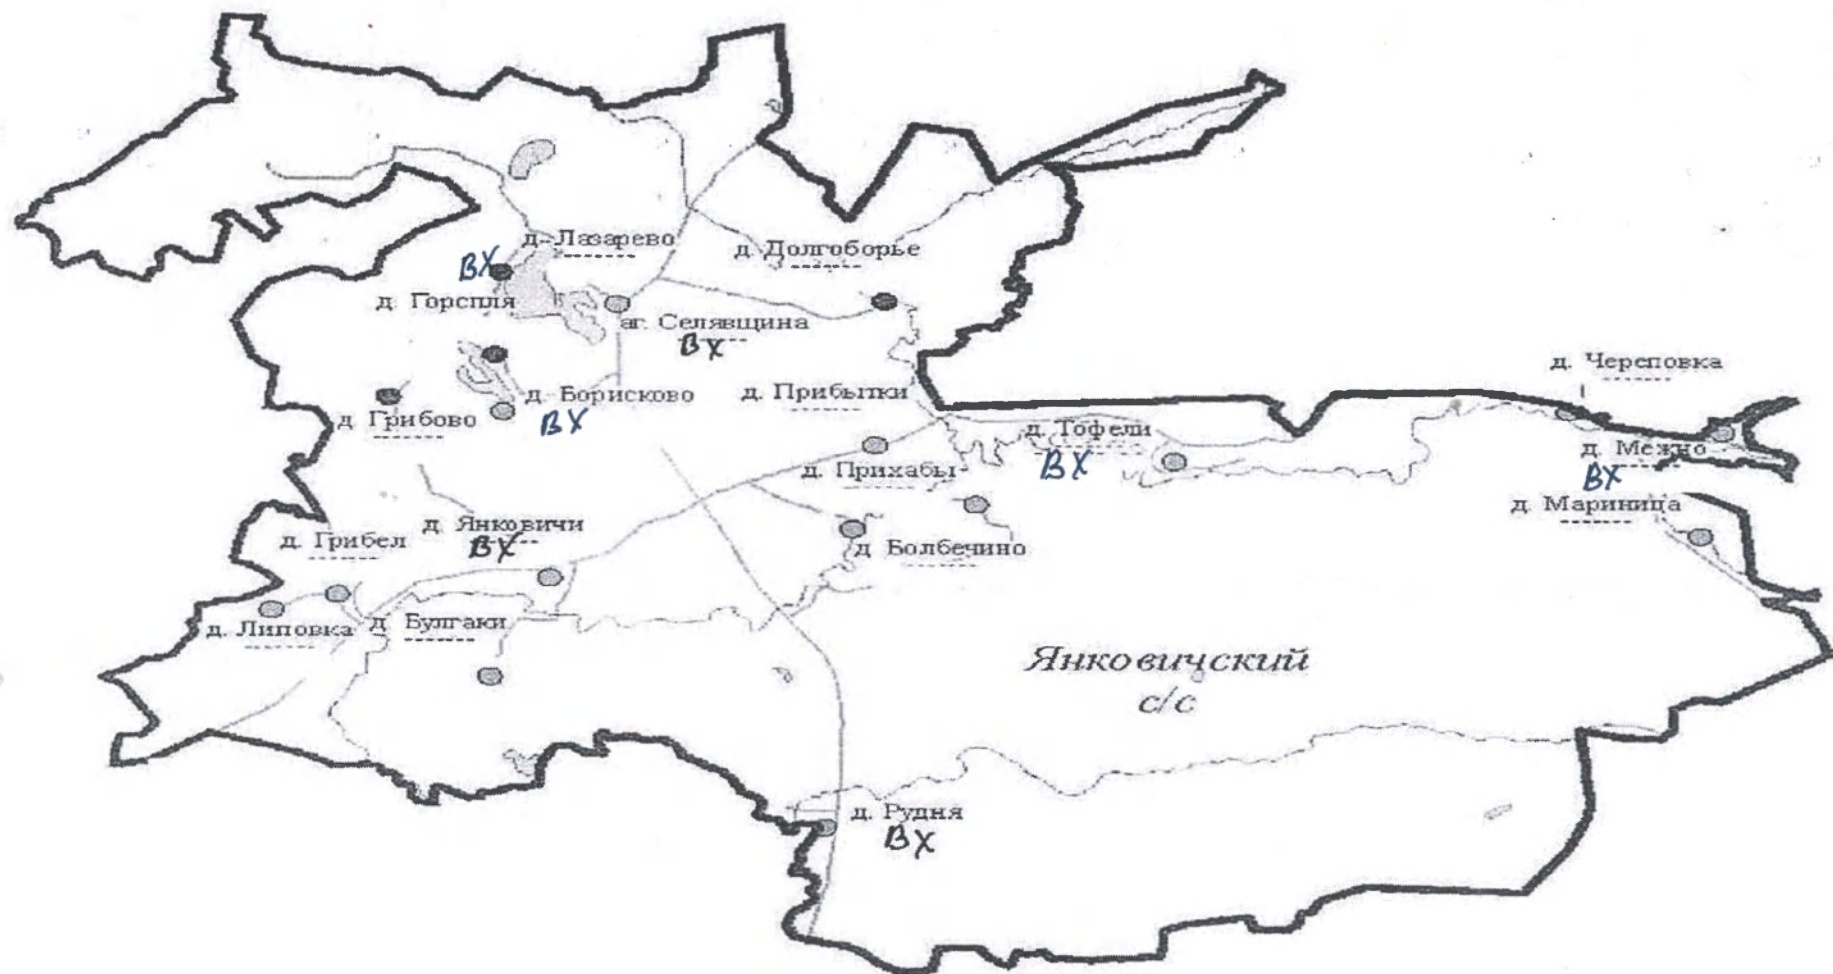 д. Лазарево
д. Долгоборье
ВХ
д. Горспля
аг. Селявщина
ВХ
д. Череповка
д. Борисково
ВХ
д. Прибытки
д. Грибово
д. Тофели
ВХ
д. Межно
ВХ
д. Прихабы
д. Мариница
д. Янковичи
ВХ
д. Грибел
д. Болбечино
д. Липовка
д. Булгаки
Янковичский
с/с
д. Рудня
ВХ